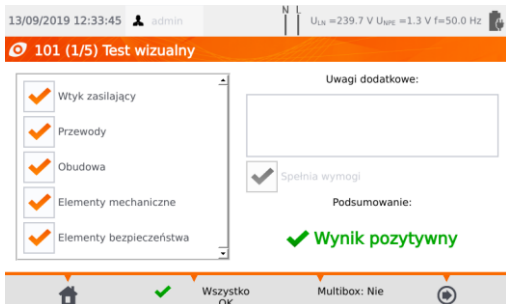 13/09/2019 12:33:45 admin N L U_LN =239.7 V U_NPE =1.3 V f=50.0 Hz
101 (1/5) Test wizualny
Wtyk zasilający
Przewody
Obudowa
Elementy mechaniczne
Elementy bezpieczeństwa
Uwagi dodatkowe:
Spełnia wymogi
Podsumowanie:
Wynik pozytywny
Wszystko
OK
Multibox: Nie